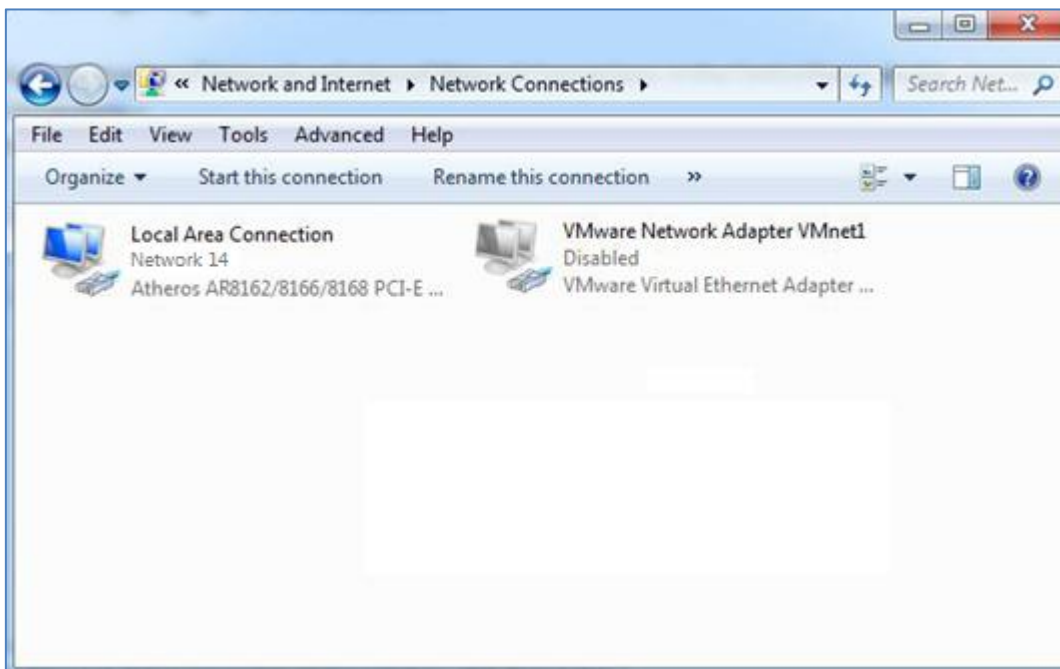 « Network and Internet ▸ Network Connections ▸ Search Net...
File Edit View Tools Advanced Help
Organize Start this connection Rename this connection »
Local Area Connection
Network 14
Atheros AR8162/8166/8168 PCI-E ...
VMware Network Adapter VMnet1
Disabled
VMware Virtual Ethernet Adapter ...